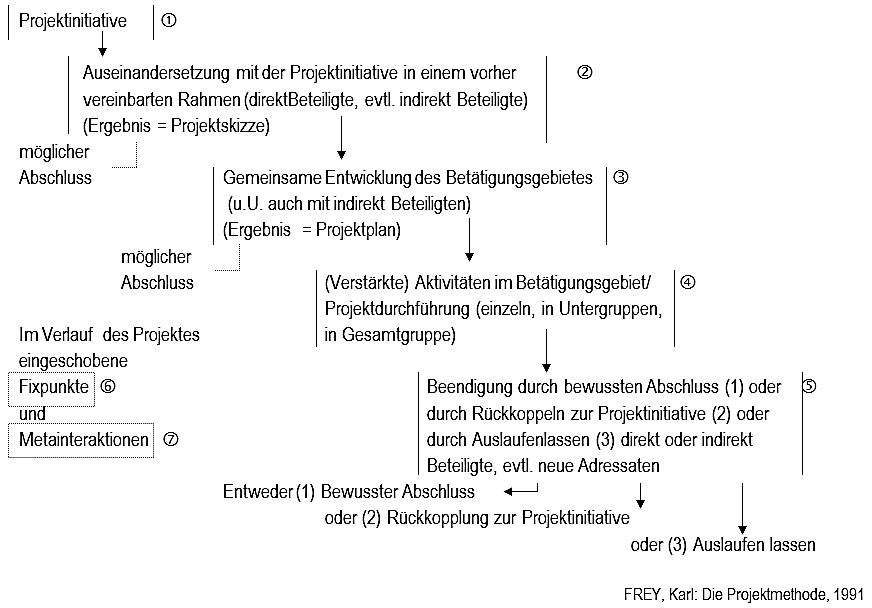 Projektinitiative ①
Auseinandersetzung mit der Projektinitiative in einem vorher ②
vereinbarten Rahmen (direktBeteiligte, evtl. indirekt Beteiligte)
(Ergebnis = Projektskizze)
möglicher
Abschluss
Gemeinsame Entwicklung des Betätigungsgebietes ③
(u.U. auch mit indirekt Beteiligten)
(Ergebnis = Projektplan)
möglicher
Abschluss
(Verstärkte) Aktivitäten im Betätigungsgebiet/ ④
Projektdurchführung (einzeln, in Untergruppen,
in Gesamtgruppe)
Im Verlauf des Projektes
eingeschobene
Fixpunkte ⑥
und
Metainteraktionen ⑦
Beendigung durch bewussten Abschluss (1) oder ⑤
durch Rückkoppeln zur Projektinitiative (2) oder
durch Auslaufenlassen (3) direkt oder indirekt
Beteiligte, evtl. neue Adressaten
Entweder (1) Bewusster Abschluss
oder (2) Rückkopplung zur Projektinitiative
oder (3) Auslaufen lassen
FREY, Karl: Die Projektmethode, 1991